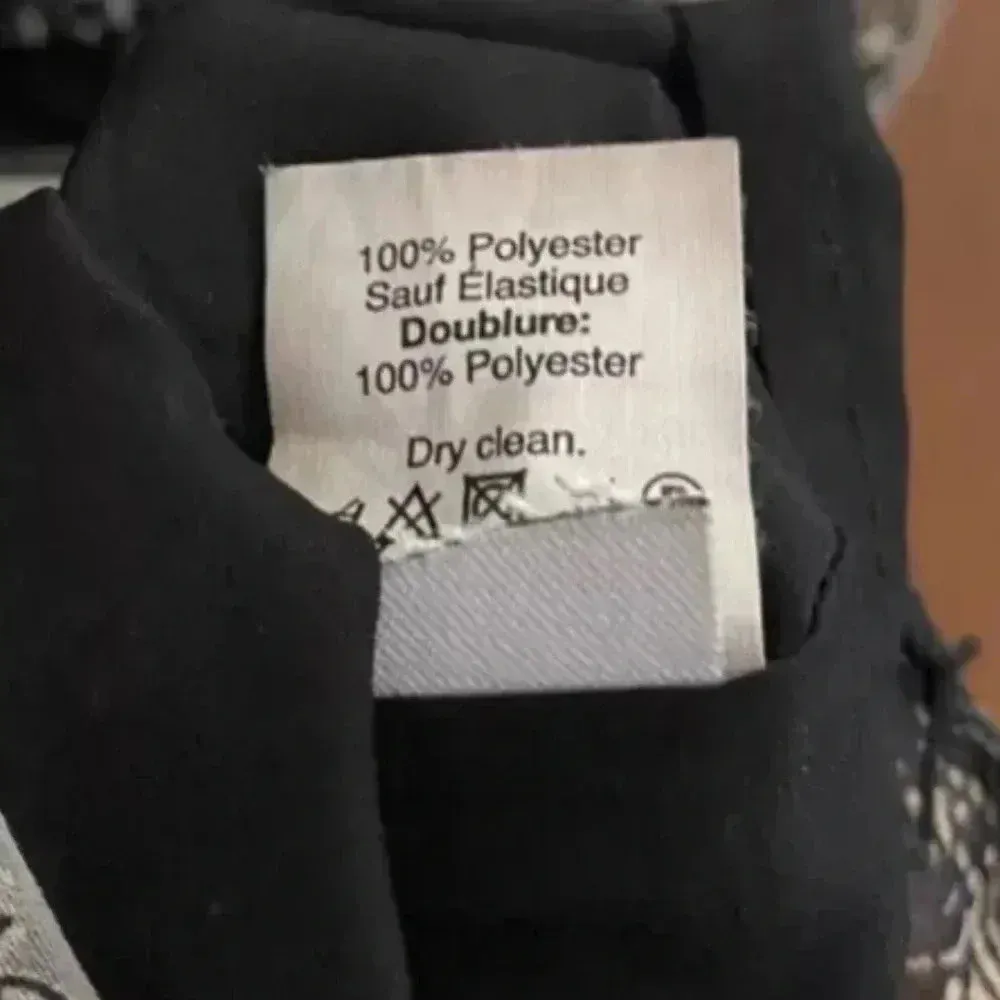 100% Polyester
Sauf Élastique
Doublure:
100% Polyester
Dry clean.